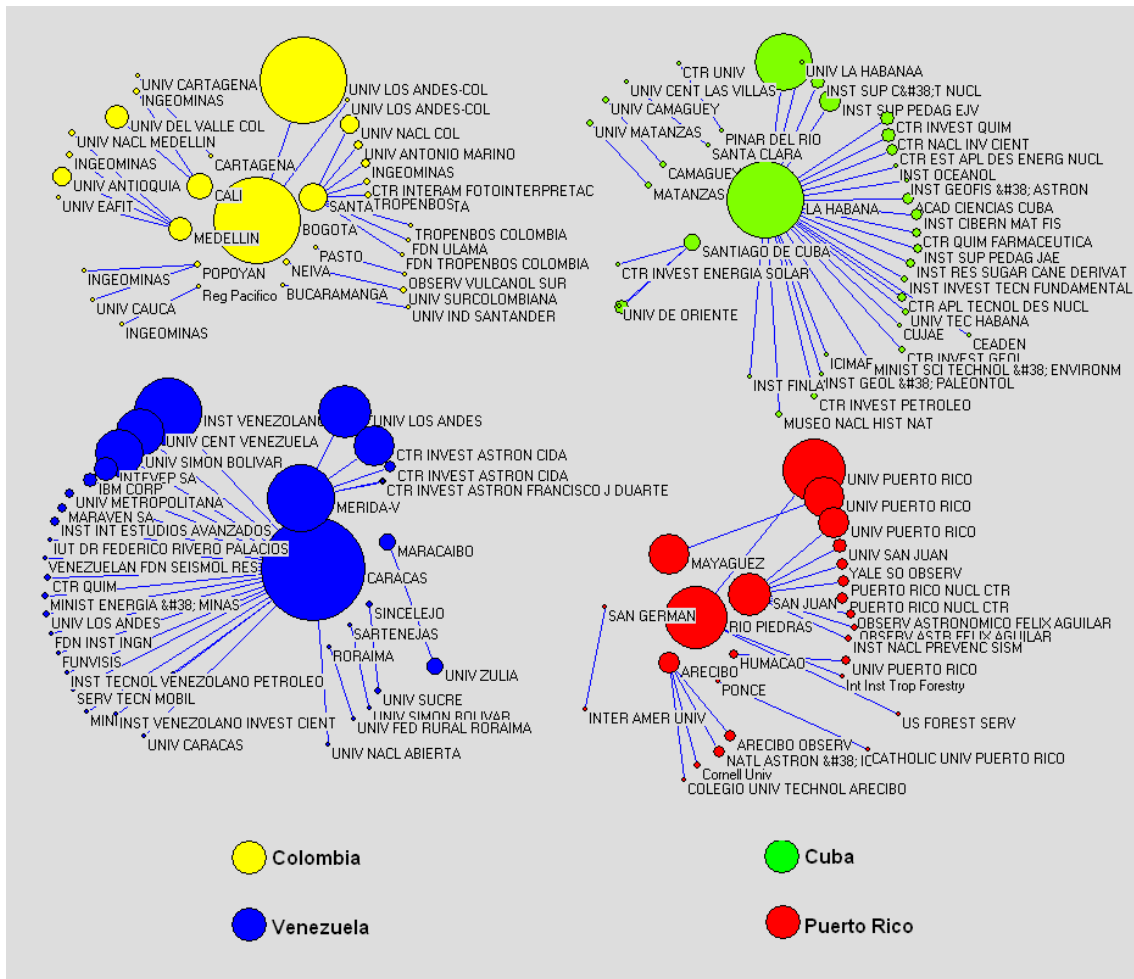 UNIV CARTAGENA
INGEOMINAS
UNIV DEL VALLE COL
UNIV NACL MEDELLIN
CARTAGENA
INGEOMINAS
UNIV ANTIOQUIA
CALI
UNIV EAFIT
MEDELLIN
BOGOTA
UNIV LOS ANDES-COL
UNIV LOS ANDES-COL
UNIV NACL COL
UNIV ANTONIO MARINO
INGEOMINAS
CTR INTERAM FOTOINTERPRETAC
SANTA
TROPENBOS
TA
TROPENBOS COLOMBIA
FDN ULAMA
PASTO
FDN TROPENBOS COLOMBIA
NEIVA
OBSERV VULCANOL SUR
BUCARAMANGA
UNIV SURCOLOMBIANA
UNIV IND SANTANDER
INGEOMINAS
POPOYAN
Reg Pacifico
UNIV CAUCA
INGEOMINAS
CTR UNIV
UNIV LA HABANAA
UNIV CENT LAS VILLAS
INST SUP C&#38;T NUCL
UNIV CAMAGUEY
INST SUP PEDAG EJV
UNIV MATANZAS
PINAR DEL RIO
CTR INVEST QUIM
SANTA CLARA
CTR NACL INV CIENT
CAMAGUEY
CTR EST APL DES ENERG NUCL
MATANZAS
INST OCEANOL
INST GEOFIS &#38; ASTRON
LA HABANA
ACAD CIENCIAS CUBA
INST CIBERN MAT FIS
CTR QUIM FARMACEUTICA
SANTIAGO DE CUBA
INST SUP PEDAG JAE
CTR INVEST ENERGIA SOLAR
INST RES SUGAR CANE DERIVAT
INST INVEST TECN FUNDAMENTAL
CTR APL TECNOL DES NUCL
UNIV DE ORIENTE
UNIV TEC HABANA
CUJAE
CEADEN
CTR INVEST GEOL
ICIMAF
MINIST SCI TECHNOL &#38; ENVIRONM
INST FINLA
INST GEOL &#38; PALEONTOL
CTR INVEST PETROLEO
MUSEO NACL HIST NAT
INST VENEZOLANO
UNIV CENT VENEZUELA
UNIV SIMON BOLIVAR
INTEVEP SA
IBM CORP
UNIV METROPOLITANA
MARAVEN SA
INST INT ESTUDIOS AVANZADOS
IUT DR FEDERICO RIVERO PALACIOS
VENEZUELAN FDN SEISMOL RES
CTR QUIM
MINIST ENERGIA &#38; MINAS
UNIV LOS ANDES
FDN INST INGN
FUNVISIS
INST TECNOL VENEZOLANO PETROLEO
SERV TECN MOBIL
MINI
INST VENEZOLANO INVEST CIENT
UNIV CARACAS
UNIV LOS ANDES
CTR INVEST ASTRON CIDA
CTR INVEST ASTRON CIDA
CTR INVEST ASTRON FRANCISCO J DUARTE
MERIDA-V
MARACAIBO
CARACAS
SINCELEJO
SARTENEJAS
RORAIMA
UNIV ZULIA
UNIV SUCRE
UNIV SIMON BOLIVAR
UNIV FED RURAL RORAIMA
UNIV NACL ABIERTA
UNIV PUERTO RICO
UNIV PUERTO RICO
UNIV PUERTO RICO
MAYAGUEZ
UNIV SAN JUAN
YALE SO OBSERV
PUERTO RICO NUCL CTR
SAN JUAN
PUERTO RICO NUCL CTR
SAN GERMAN
RIO PIEDRAS
OBSERV ASTRONOMICO FELIX AGUILAR
OBSERV ASTR FELIX AGUILAR
INST NACL PREVENC SISM
HUMACAO
UNIV PUERTO RICO
ARECIBO
Int Inst Trop Forestry
PONCE
INTER AMER UNIV
US FOREST SERV
ARECIBO OBSERV
NATL ASTRON &#38; IC
CATHOLIC UNIV PUERTO RICO
Cornell Univ
COLEGIO UNIV TECHNOL ARECIBO
Colombia
Cuba
Venezuela
Puerto Rico